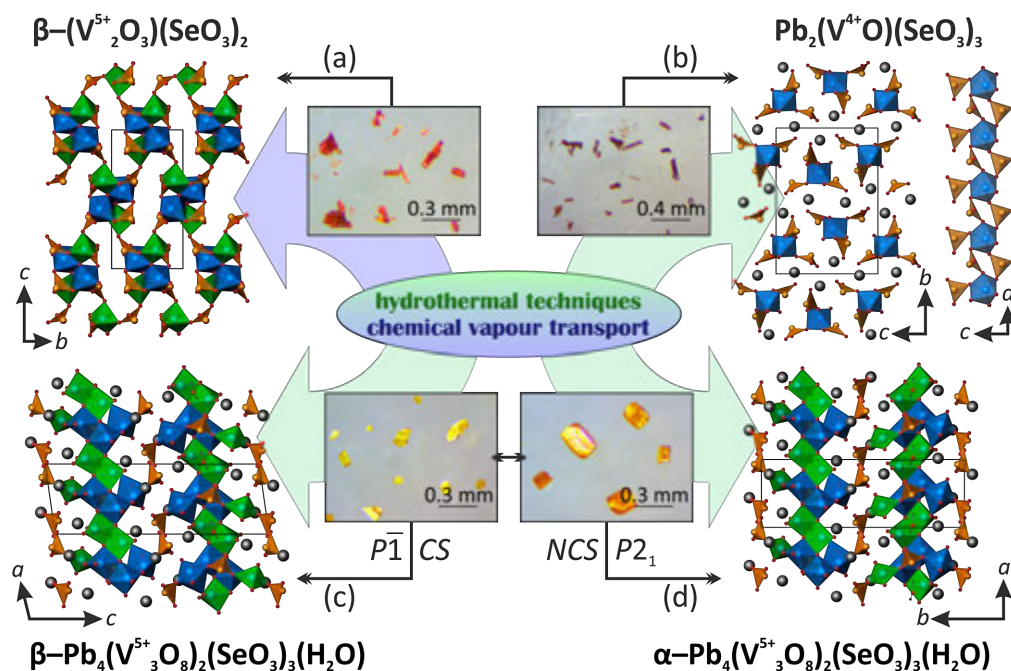 β–(V⁵⁺₂O₃)(SeO₃)₂
Pb₂(V⁴⁺O)(SeO₃)₃
(a)
(b)
0.3 mm
0.4 mm
c
b
b
c
a
c
hydrothermal techniques
chemical vapour transport
0.3 mm
0.3 mm
P1̅ CS
NCS P2₁
a
c
(c)
(d)
a
b
β–Pb₄(V⁵⁺₃O₈)₂(SeO₃)₃(H₂O)
α–Pb₄(V⁵⁺₃O₈)₂(SeO₃)₃(H₂O)